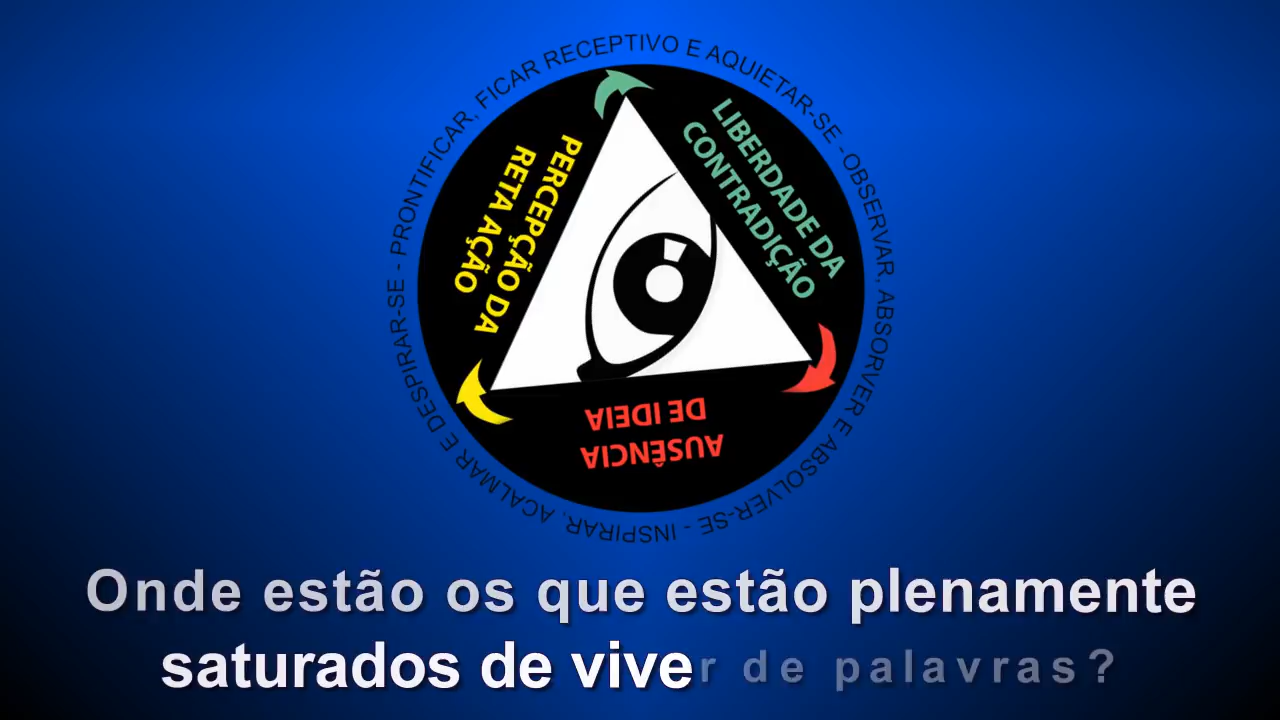 PRONTIFICAR, FICAR RECEPTIVO E AQUIETAR-SE - OBSERVAR, ABSORVER E ABSOLVER-SE - INSPIRAR, ACALMAR E DESPIRAR-SE -
PERCEPÇÃO DA
RETA AÇÃO
LIBERDADE DA
CONTRADIÇÃO
AUSÊNCIA
DE IDEIA
Onde estão os que estão plenamente
saturados de viver de palavras?